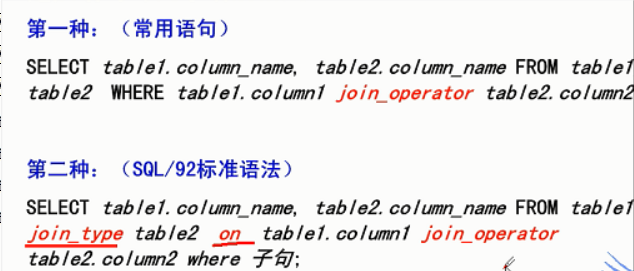 第一种：（常用语句）
SELECT table1.column_name, table2.column_name FROM table1
table2 WHERE table1.column1 join_operator table2.column2
第二种：（SQL/92标准语法）
SELECT table1.column_name, table2.column_name FROM table1
join_type table2 on table1.column1 join_operator
table2.column2 where 子句;